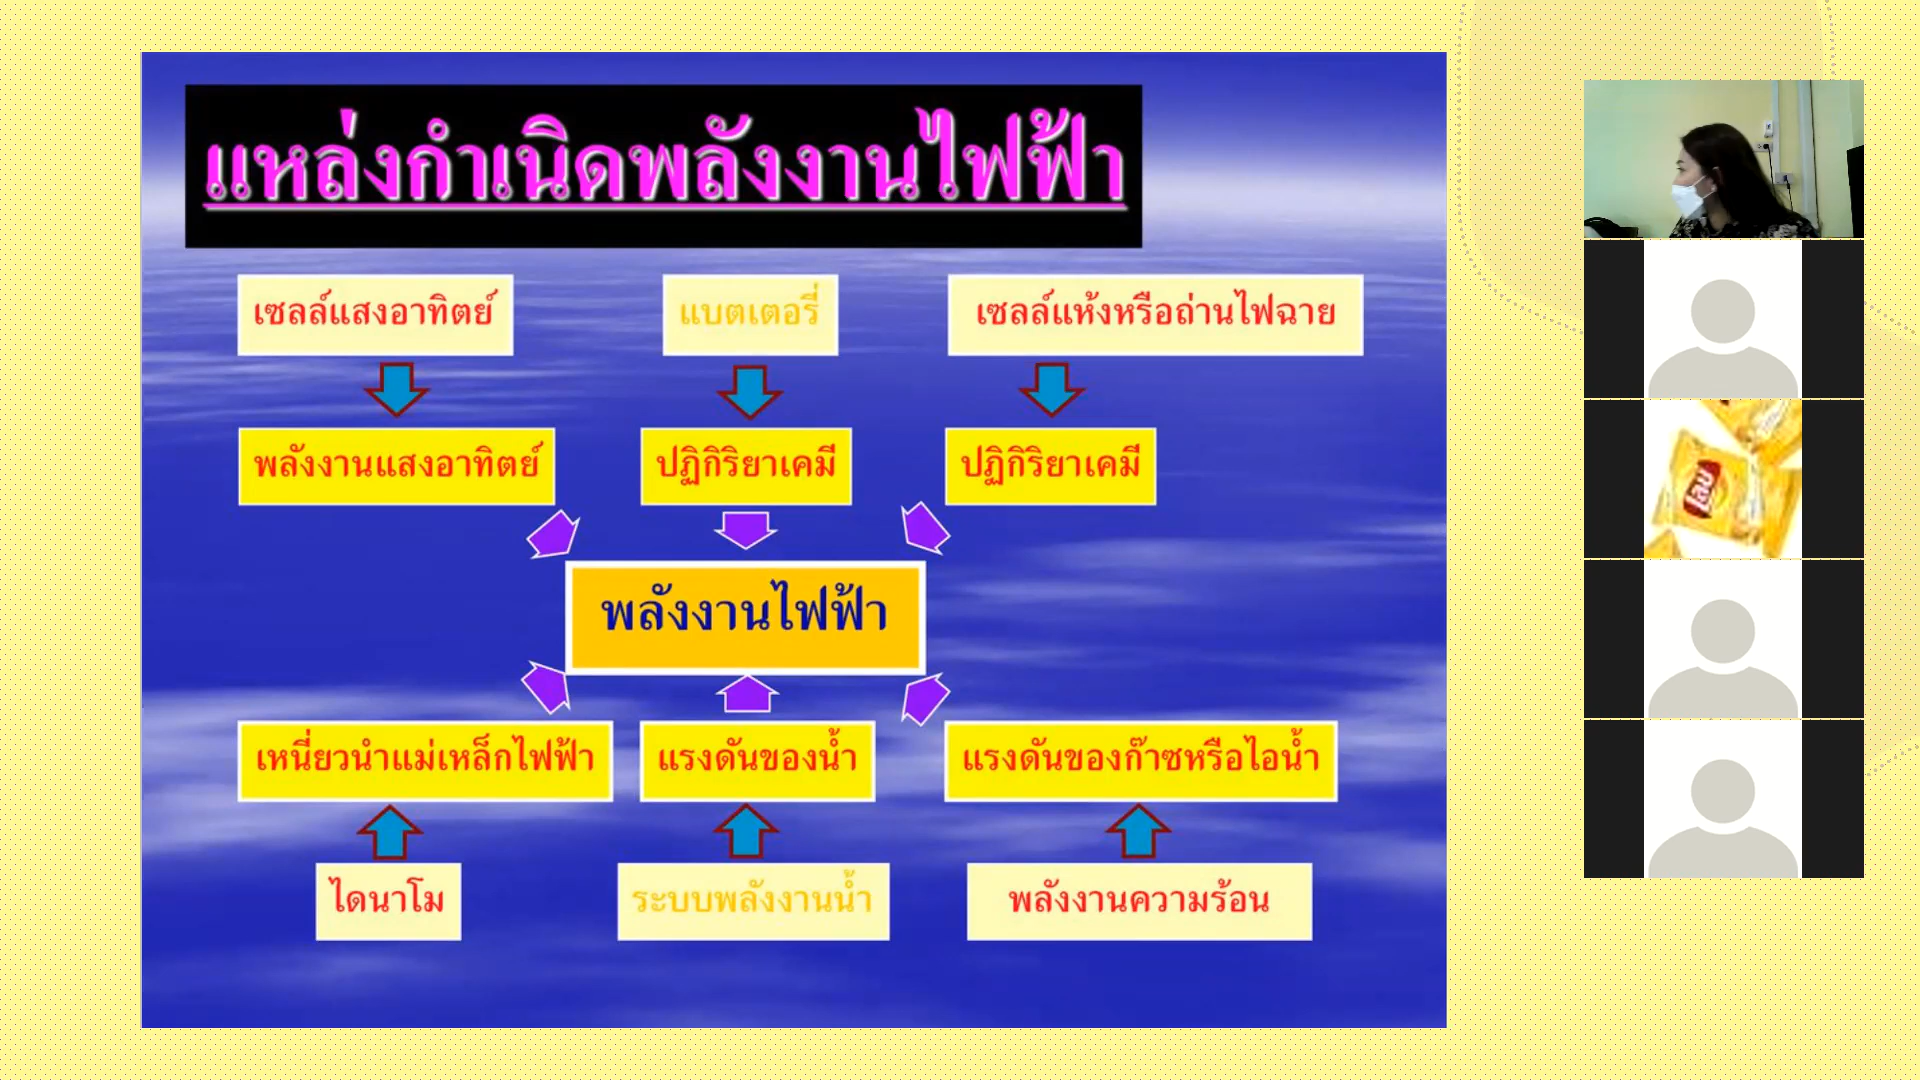 แหล่งกำเนิดพลังงานไฟฟ้า
เซลล์แสงอาทิตย์
แบตเตอรี่
เซลล์แห้งหรือถ่านไฟฉาย
พลังงานแสงอาทิตย์
ปฏิกิริยาเคมี
ปฏิกิริยาเคมี
พลังงานไฟฟ้า
เหนี่ยวนำแม่เหล็กไฟฟ้า
แรงดันของน้ำ
แรงดันของก๊าซหรือไอน้ำ
ไดนาโม
ระบบพลังงานน้ำ
พลังงานความร้อน
เลย์